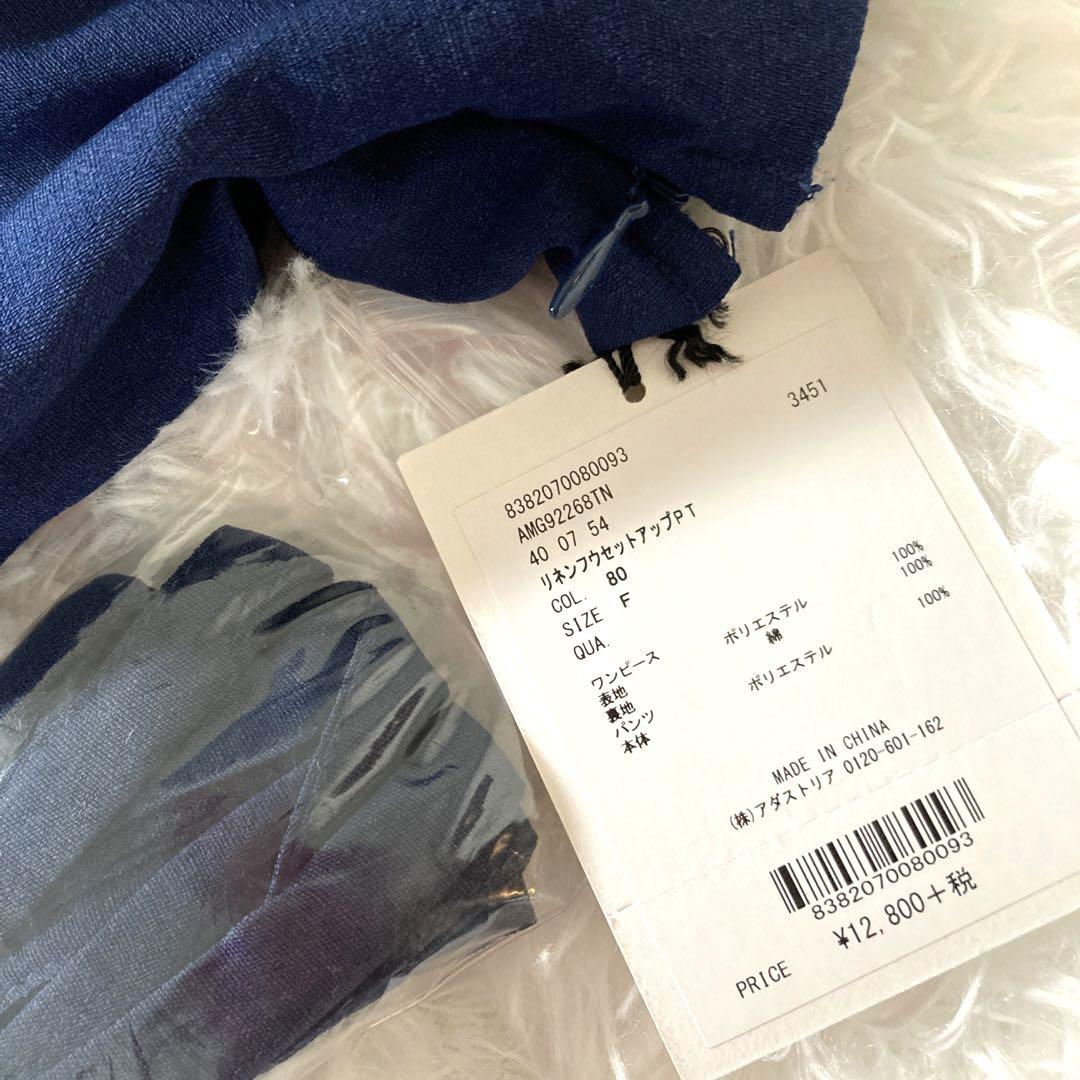 3451
8382070080093
AMG92268TN
40 07 54
リネンフウセットアップPT
COL. 80
SIZE F
QUA.
ワンピース
表地 ポリエステル 100%
裏地 綿 100%
パンツ
本体 ポリエステル 100%
MADE IN CHINA
(株)アダストリア 0120-601-162
8382070080093
PRICE ¥12,800+税